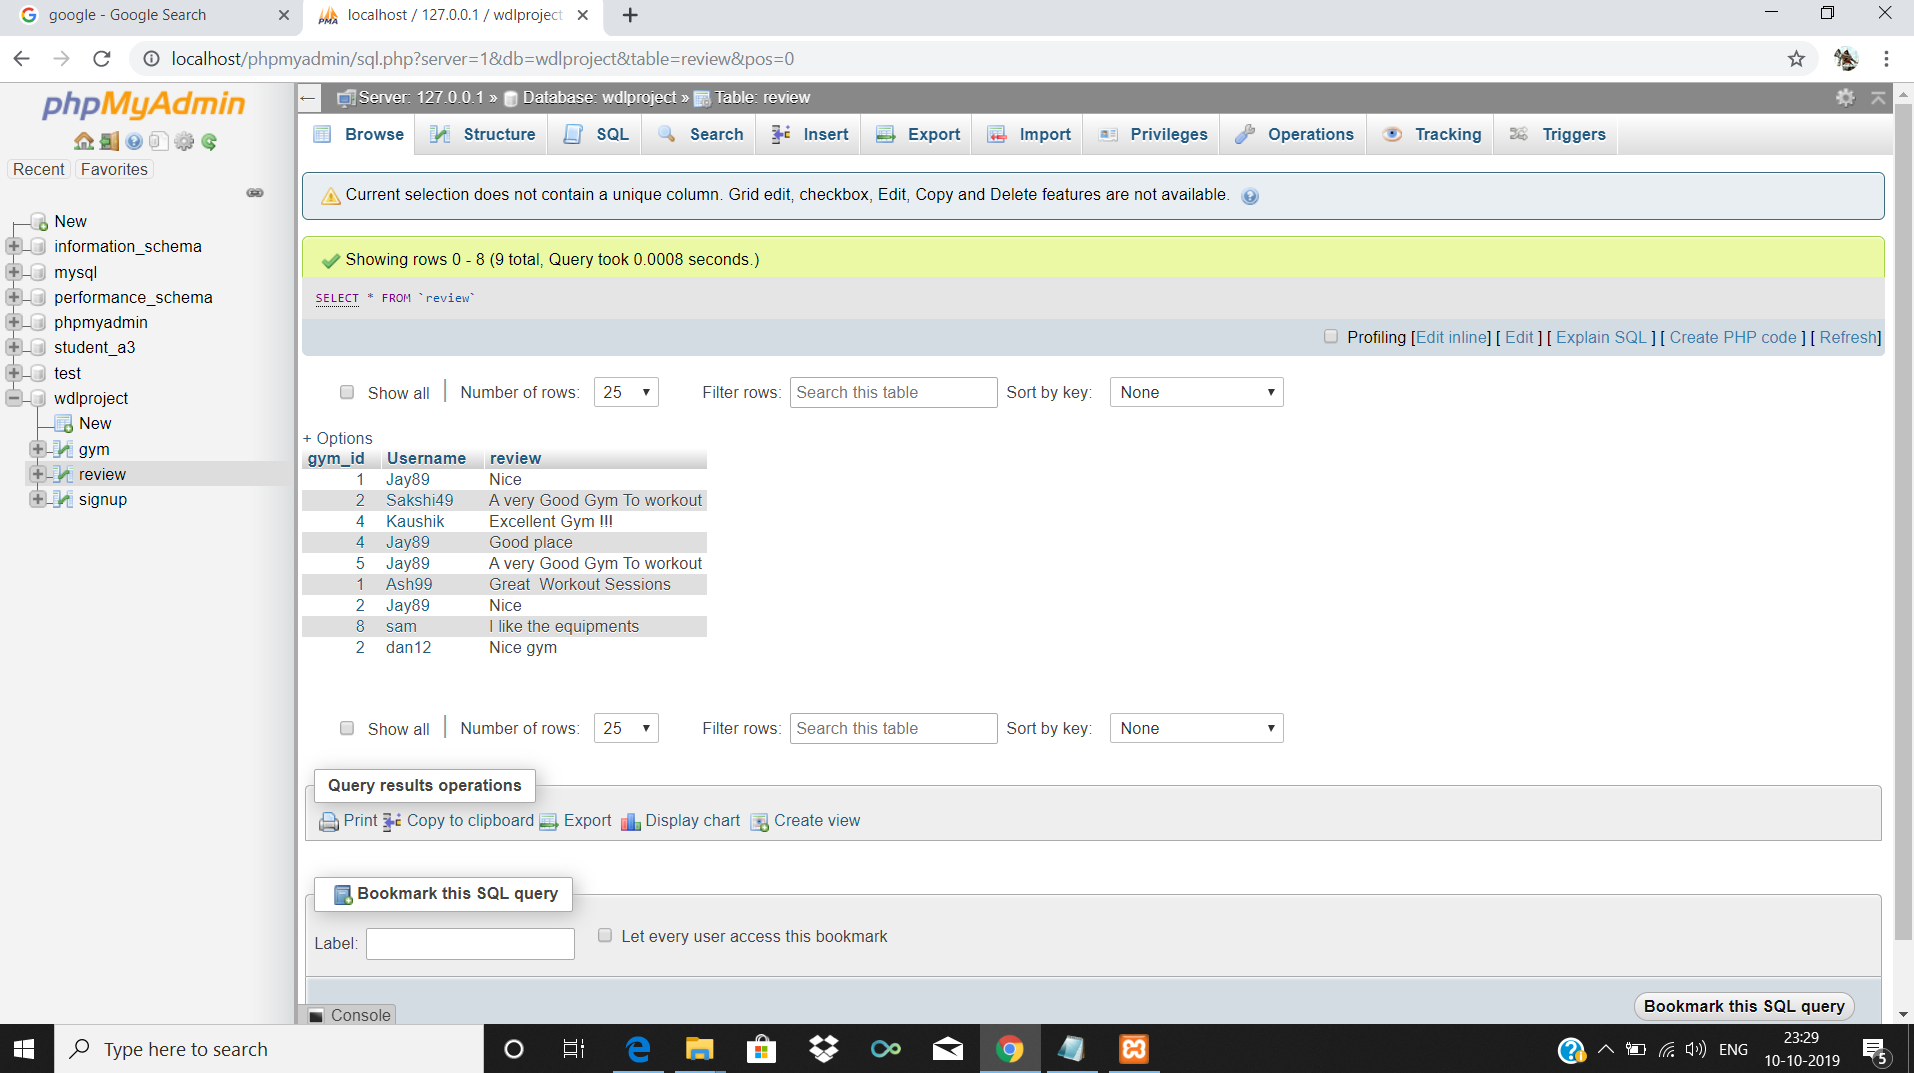 google - Google Search
localhost / 127.0.0.1 / wdlproject
localhost/phpmyadmin/sql.php?server=1&db=wdlproject&table=review&pos=0
phpMyAdmin
Recent Favorites
New
information_schema
mysql
performance_schema
phpmyadmin
student_a3
test
wdlproject
New
gym
review
signup
Server: 127.0.0.1 » Database: wdlproject » Table: review
Browse Structure SQL Search Insert Export Import Privileges Operations Tracking Triggers
Current selection does not contain a unique column. Grid edit, checkbox, Edit, Copy and Delete features are not available.
Showing rows 0 - 8 (9 total, Query took 0.0008 seconds.)
SELECT * FROM `review`
Profiling [Edit inline] [ Edit ] [ Explain SQL ] [ Create PHP code ] [ Refresh]
Show all Number of rows: 25 Filter rows: Search this table Sort by key: None
+ Options
gym_id Username review
1 Jay89 Nice
2 Sakshi49 A very Good Gym To workout
4 Kaushik Excellent Gym !!!
4 Jay89 Good place
5 Jay89 A very Good Gym To workout
1 Ash99 Great  Workout Sessions
2 Jay89 Nice
8 sam I like the equipments
2 dan12 Nice gym
Show all Number of rows: 25 Filter rows: Search this table Sort by key: None
Query results operations
Print Copy to clipboard Export Display chart Create view
Bookmark this SQL query
Label: Let every user access this bookmark
Bookmark this SQL query
Console
Type here to search
ENG
23:29
10-10-2019
5